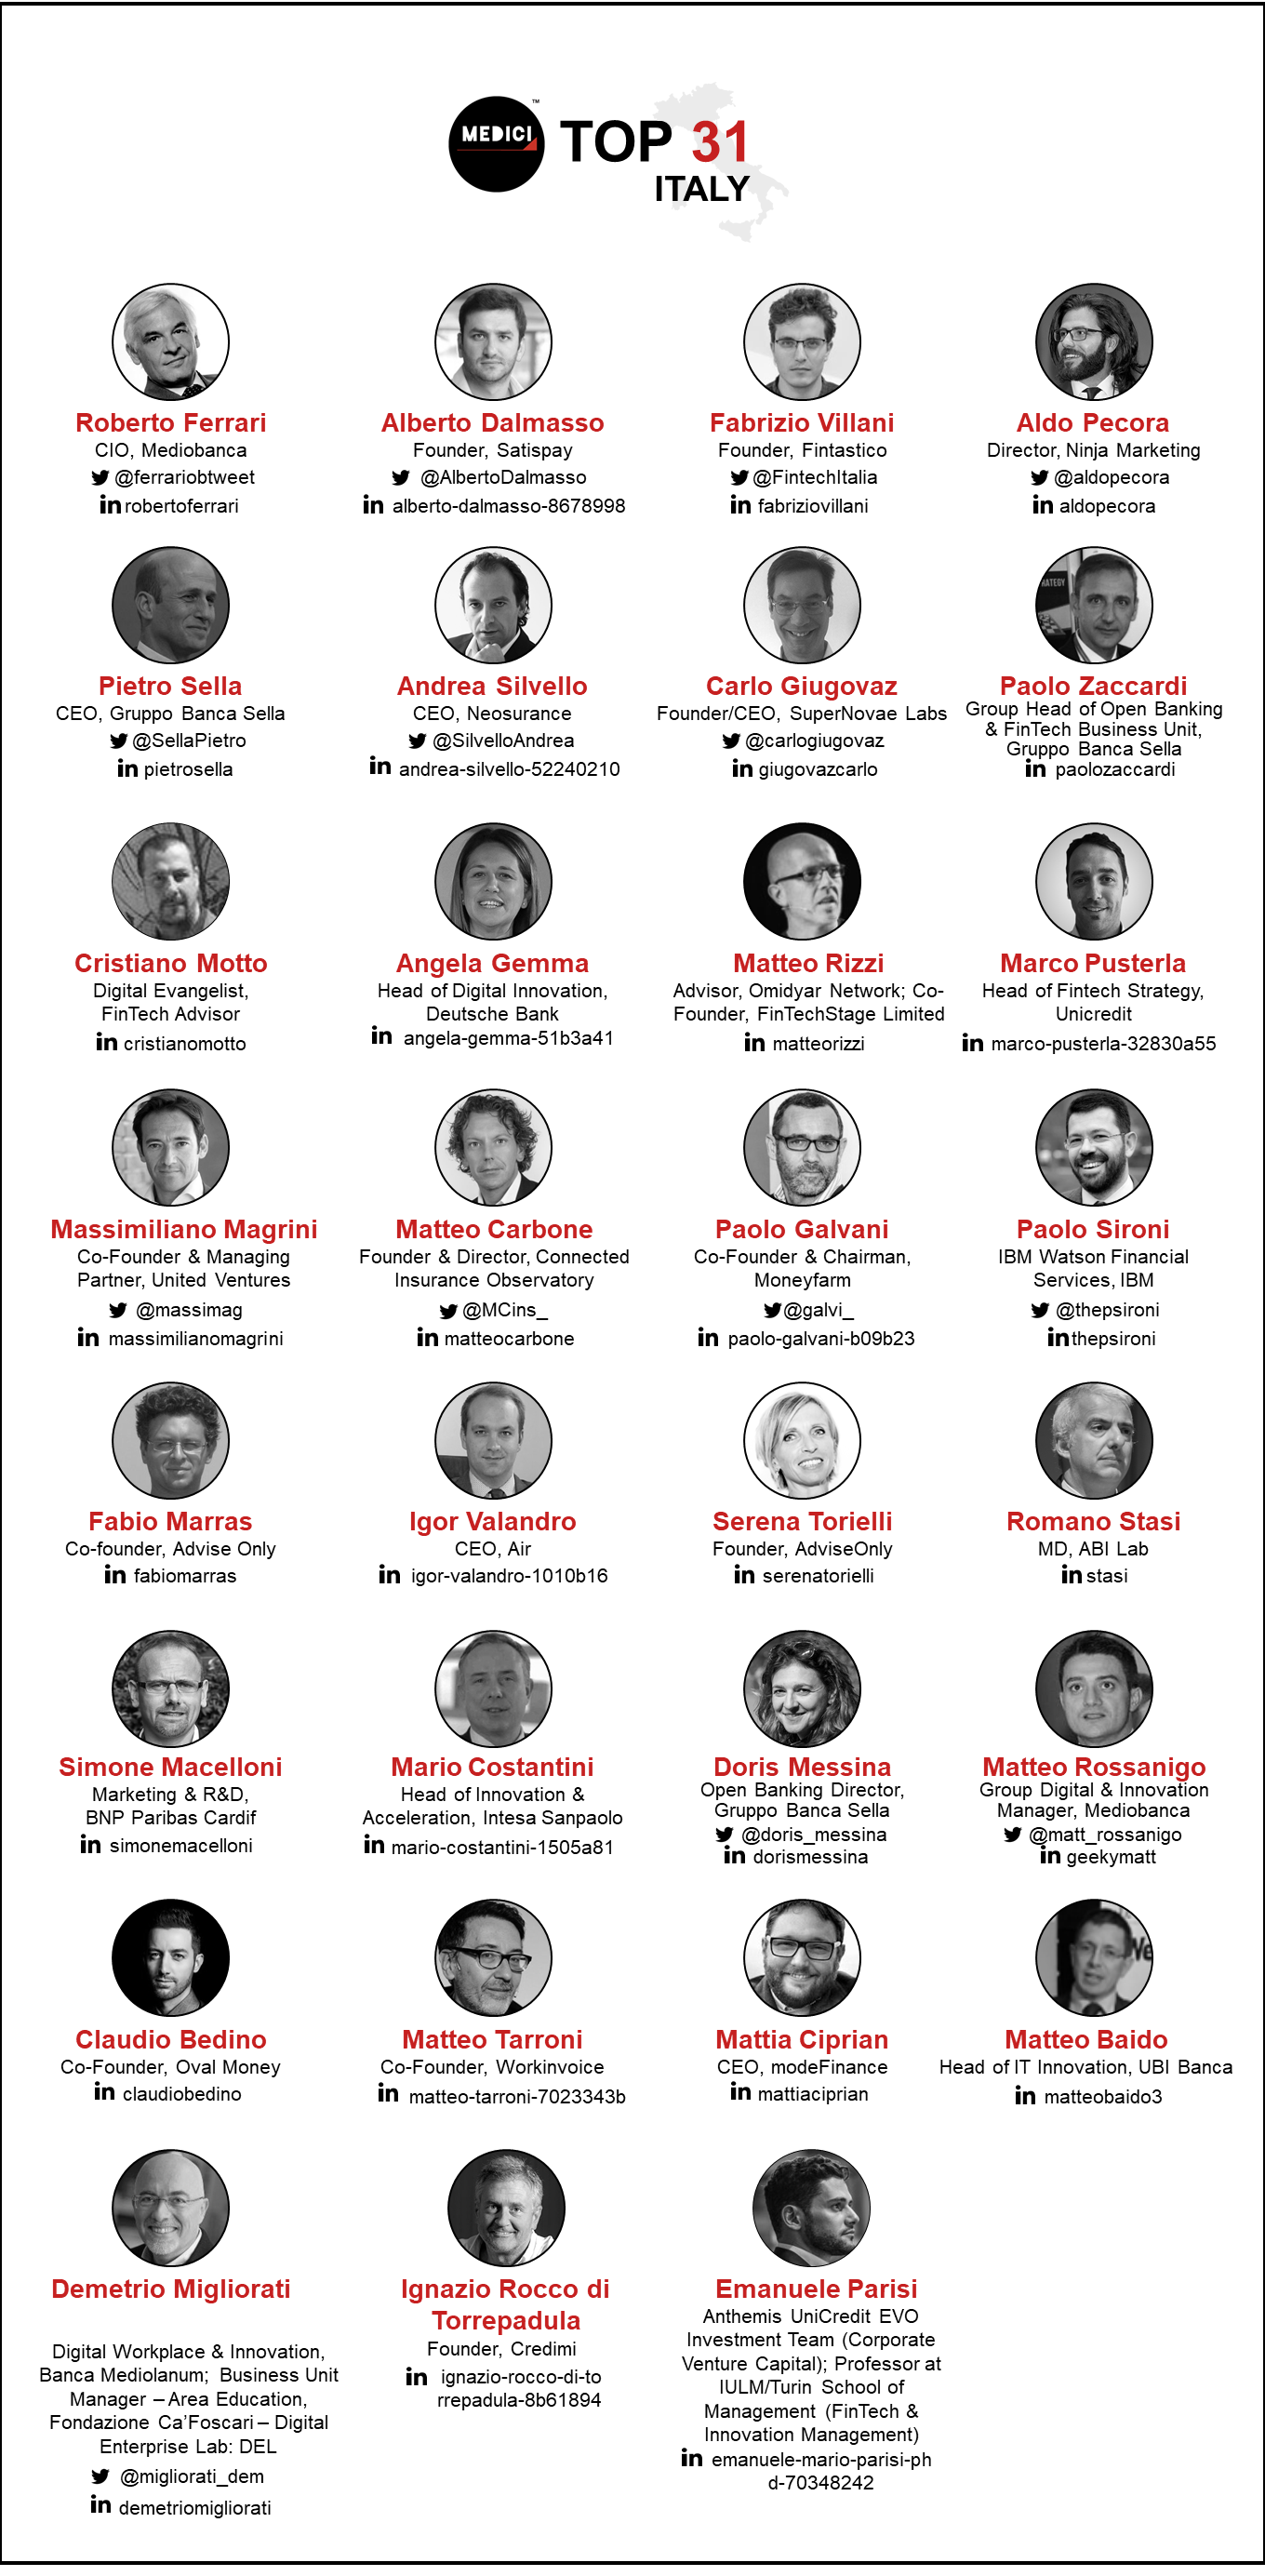 MEDICI
™
TOP 31
ITALY
Roberto Ferrari
CIO, Mediobanca
@ferrariobtweet
in robertoferrari
Alberto Dalmasso
Founder, Satispay
@AlbertoDalmasso
in alberto-dalmasso-8678998
Fabrizio Villani
Founder, Fintastico
@FintechItalia
in fabriziovillani
Aldo Pecora
Director, Ninja Marketing
@aldopecora
in aldopecora
Pietro Sella
CEO, Gruppo Banca Sella
@SellaPietro
in pietrosella
Andrea Silvello
CEO, Neosurance
@SilvelloAndrea
in andrea-silvello-52240210
Carlo Giugovaz
Founder/CEO, SuperNovae Labs
@carlogiugovaz
in giugovazcarlo
Paolo Zaccardi
Group Head of Open Banking
& FinTech Business Unit,
Gruppo Banca Sella
in paolozaccardi
Cristiano Motto
Digital Evangelist,
FinTech Advisor
in cristianomotto
Angela Gemma
Head of Digital Innovation,
Deutsche Bank
in angela-gemma-51b3a41
Matteo Rizzi
Advisor, Omidyar Network; Co-
Founder, FinTechStage Limited
in matteorizzi
Marco Pusterla
Head of Fintech Strategy,
Unicredit
in marco-pusterla-32830a55
Massimiliano Magrini
Co-Founder & Managing
Partner, United Ventures
@massimag
in massimilianomagrini
Matteo Carbone
Founder & Director, Connected
Insurance Observatory
@MCins_
in matteocarbone
Paolo Galvani
Co-Founder & Chairman,
Moneyfarm
@galvi_
in paolo-galvani-b09b23
Paolo Sironi
IBM Watson Financial
Services, IBM
@thepsironi
in thepsironi
Fabio Marras
Co-founder, Advise Only
in fabiomarras
Igor Valandro
CEO, Air
in igor-valandro-1010b16
Serena Torielli
Founder, AdviseOnly
in serenatorielli
Romano Stasi
MD, ABI Lab
in stasi
Simone Macelloni
Marketing & R&D,
BNP Paribas Cardif
in simonemacelloni
Mario Costantini
Head of Innovation &
Acceleration, Intesa Sanpaolo
in mario-costantini-1505a81
Doris Messina
Open Banking Director,
Gruppo Banca Sella
@doris_messina
in dorismessina
Matteo Rossanigo
Group Digital & Innovation
Manager, Mediobanca
@matt_rossanigo
in geekymatt
Claudio Bedino
Co-Founder, Oval Money
in claudiobedino
Matteo Tarroni
Co-Founder, Workinvoice
in matteo-tarroni-7023343b
Mattia Ciprian
CEO, modeFinance
in mattiaciprian
Matteo Baido
Head of IT Innovation, UBI Banca
in matteobaido3
Demetrio Migliorati
Digital Workplace & Innovation,
Banca Mediolanum; Business Unit
Manager – Area Education,
Fondazione Ca’Foscari – Digital
Enterprise Lab: DEL
@migliorati_dem
in demetriomigliorati
Ignazio Rocco di
Torrepadula
Founder, Credimi
in ignazio-rocco-di-to
rrepadula-8b61894
Emanuele Parisi
Anthemis UniCredit EVO
Investment Team (Corporate
Venture Capital); Professor at
IULM/Turin School of
Management (FinTech &
Innovation Management)
in emanuele-mario-parisi-ph
d-70348242